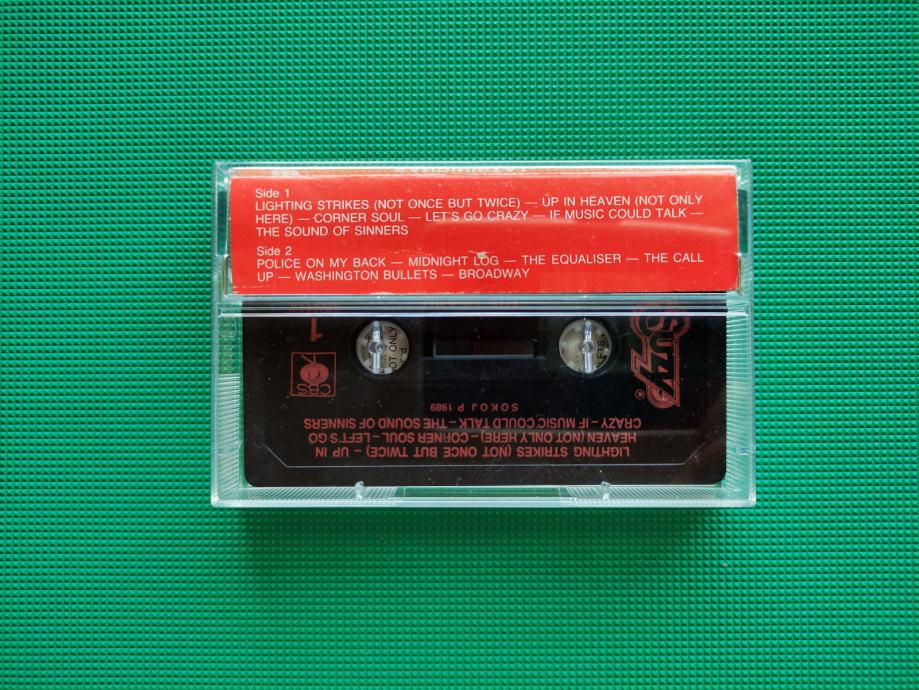 Side 1
LIGHTING STRIKES (NOT ONCE BUT TWICE) — UP IN HEAVEN (NOT ONLY
HERE) — CORNER SOUL — LET'S GO CRAZY — IF MUSIC COULD TALK —
THE SOUND OF SINNERS
Side 2
POLICE ON MY BACK — MIDNIGHT LOG — THE EQUALISER — THE CALL
UP — WASHINGTON BULLETS — BROADWAY
1
CBS
OT ONLY
LIGHTING STRIKES (NOT ONCE BUT TWICE) – UP IN
HEAVEN (NOT ONLY HERE) – CORNER SOUL – LET'S GO
CRAZY – IF MUSIC COULD TALK – THE SOUND OF SINNERS
SOKOJ P 1989